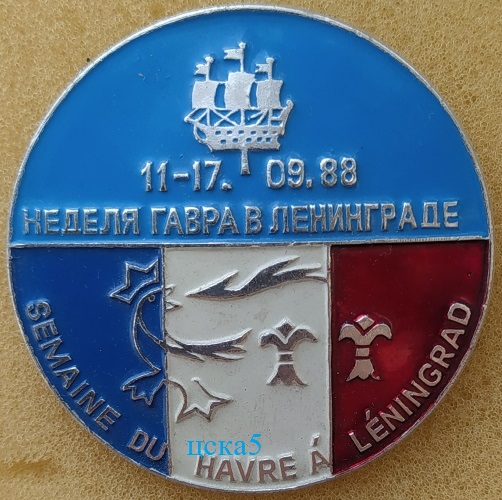 11-17. 09.88
НЕДЕЛЯ ГАВРА В ЛЕНИНГРАДЕ
SEMAINE DU HAVRE Á LÉNINGRAD
цска5